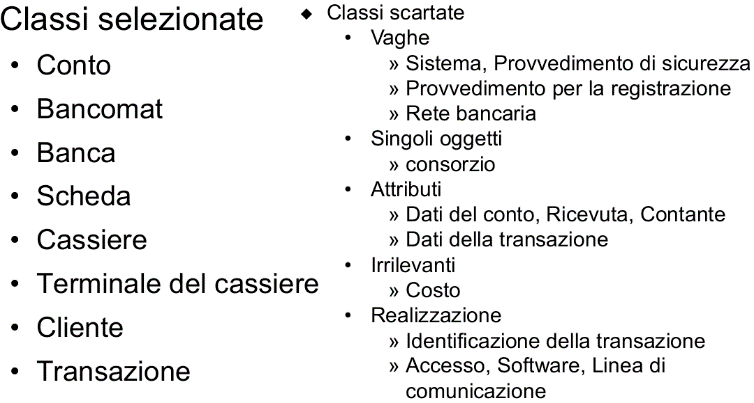 Classi selezionate
• Conto
• Bancomat
• Banca
• Scheda
• Cassiere
• Terminale del cassiere
• Cliente
• Transazione
◆ Classi scartate
• Vaghe
» Sistema, Provvedimento di sicurezza
» Provvedimento per la registrazione
» Rete bancaria
• Singoli oggetti
» consorzio
• Attributi
» Dati del conto, Ricevuta, Contante
» Dati della transazione
• Irrilevanti
» Costo
• Realizzazione
» Identificazione della transazione
» Accesso, Software, Linea di
comunicazione